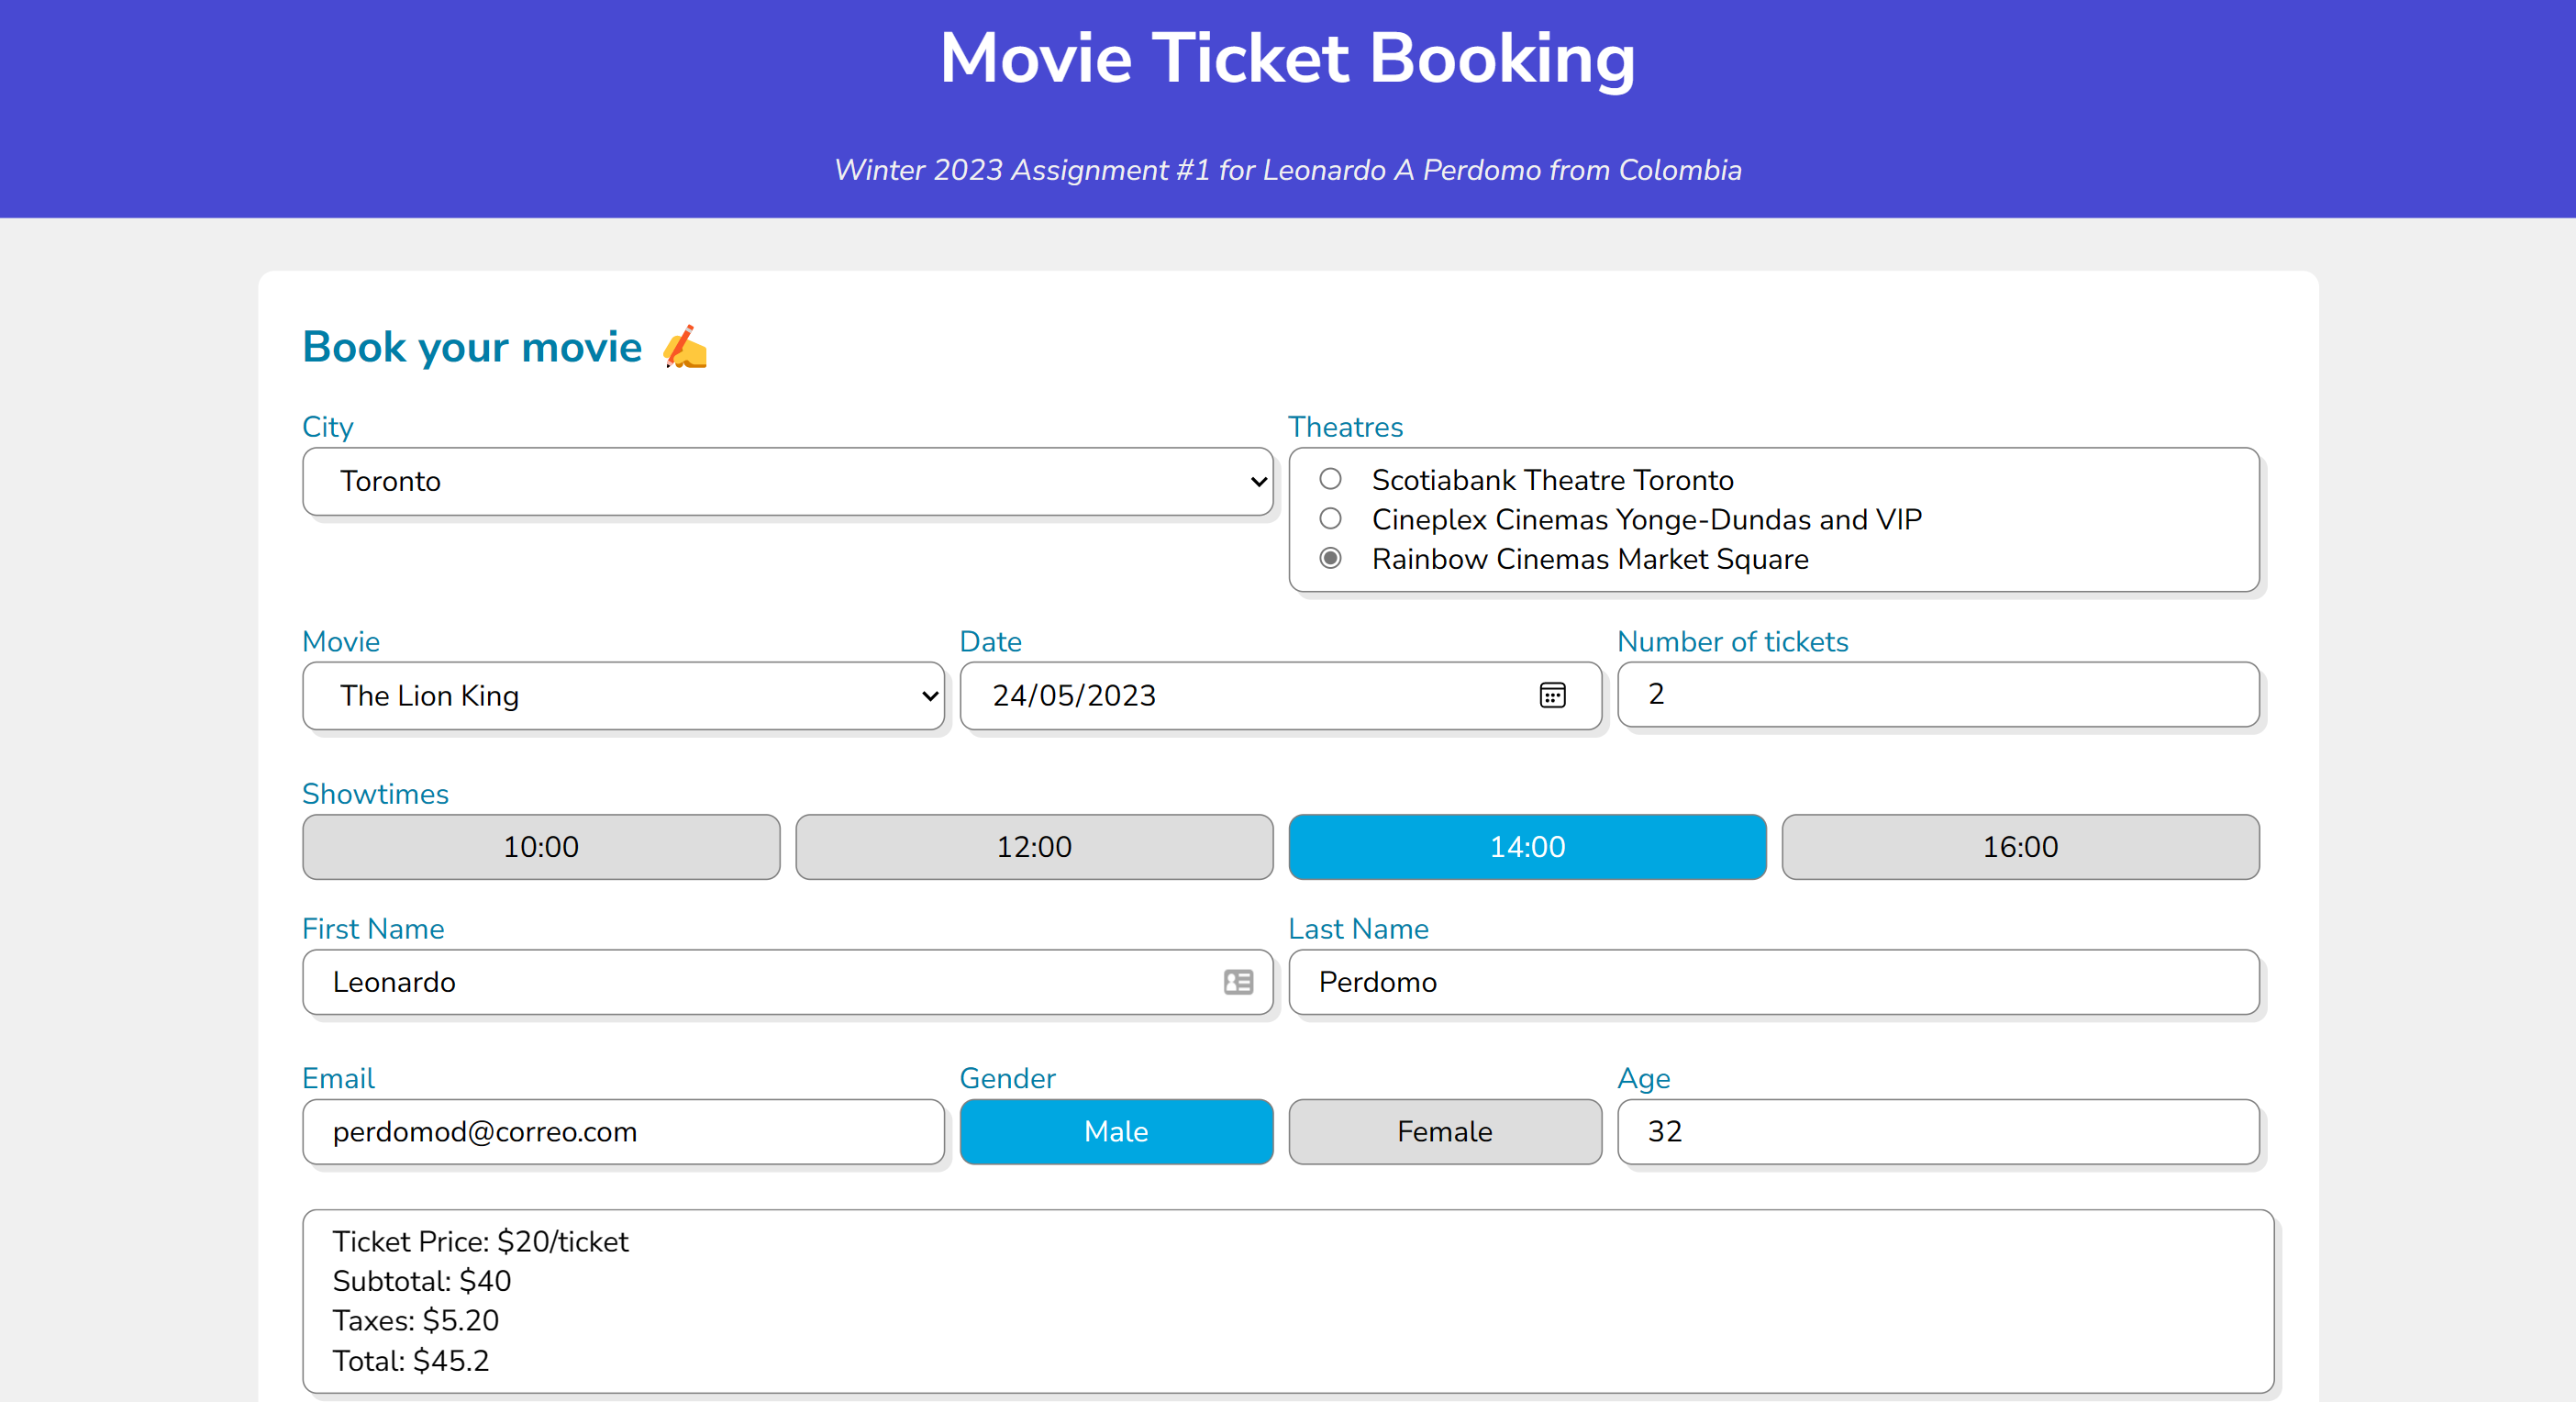 Movie Ticket Booking
Winter 2023 Assignment #1 for Leonardo A Perdomo from Colombia
Book your movie ✍️
City
Toronto
Theatres
Scotiabank Theatre Toronto
Cineplex Cinemas Yonge-Dundas and VIP
Rainbow Cinemas Market Square
Movie
The Lion King
Date
24/05/2023
Number of tickets
2
Showtimes
10:00
12:00
14:00
16:00
First Name
Leonardo
Last Name
Perdomo
Email
perdomod@correo.com
Gender
Male
Female
Age
32
Ticket Price: $20/ticket
Subtotal: $40
Taxes: $5.20
Total: $45.2